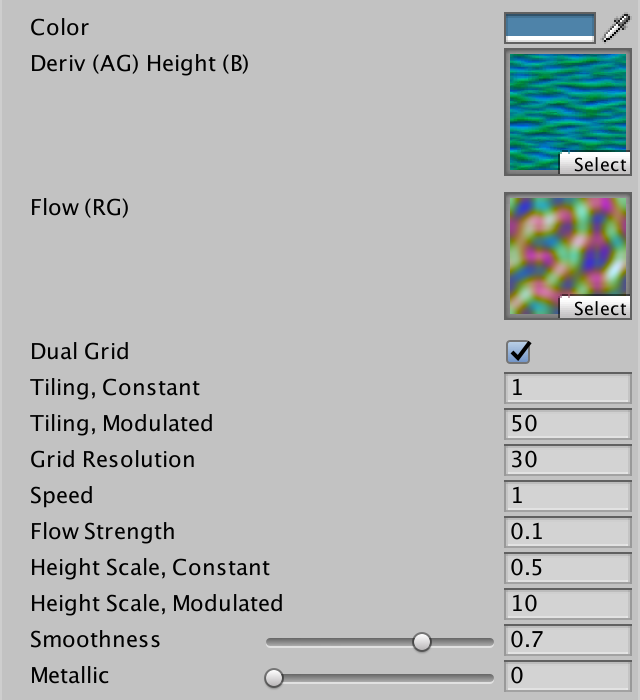 Color
Deriv (AG) Height (B)
Select
Flow (RG)
Select
Dual Grid
Tiling, Constant 1
Tiling, Modulated 50
Grid Resolution 30
Speed 1
Flow Strength 0.1
Height Scale, Constant 0.5
Height Scale, Modulated 10
Smoothness 0.7
Metallic 0